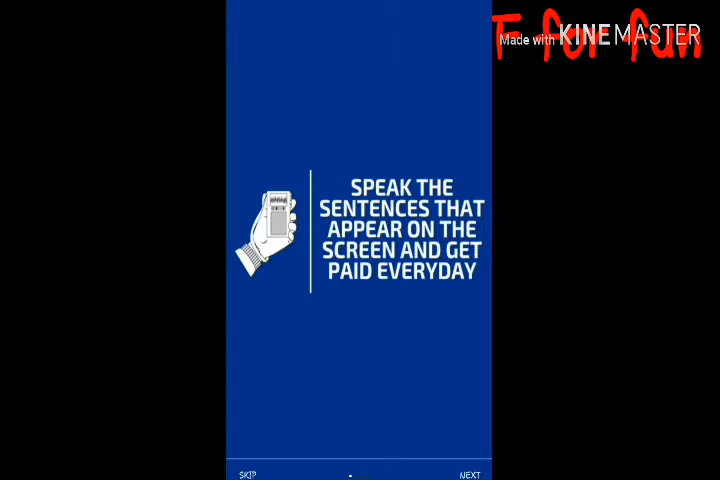 F for fun
Made with KINEMASTER
SPEAK THE
SENTENCES THAT
APPEAR ON THE
SCREEN AND GET
PAID EVERYDAY
SKIP
NEXT